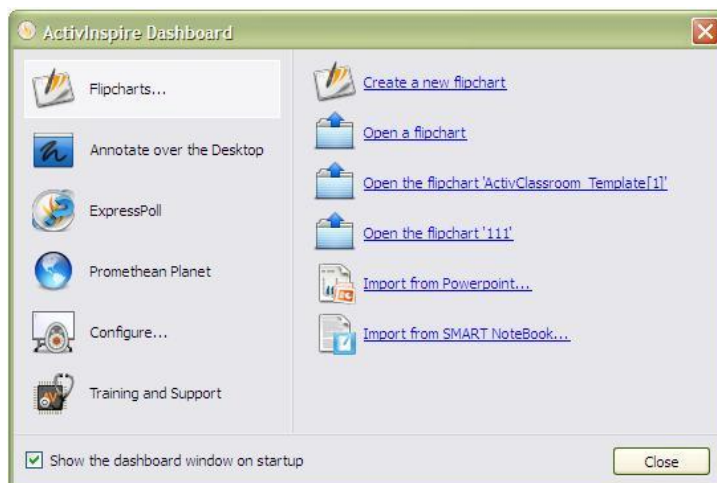 ActivInspire Dashboard
Flipcharts...
Annotate over the Desktop
ExpressPoll
Promethean Planet
Configure...
Training and Support
Create a new flipchart
Open a flipchart
Open the flipchart 'ActivClassroom_Template[1]'
Open the flipchart '111'
Import from Powerpoint...
Import from SMART NoteBook...
Show the dashboard window on startup
Close